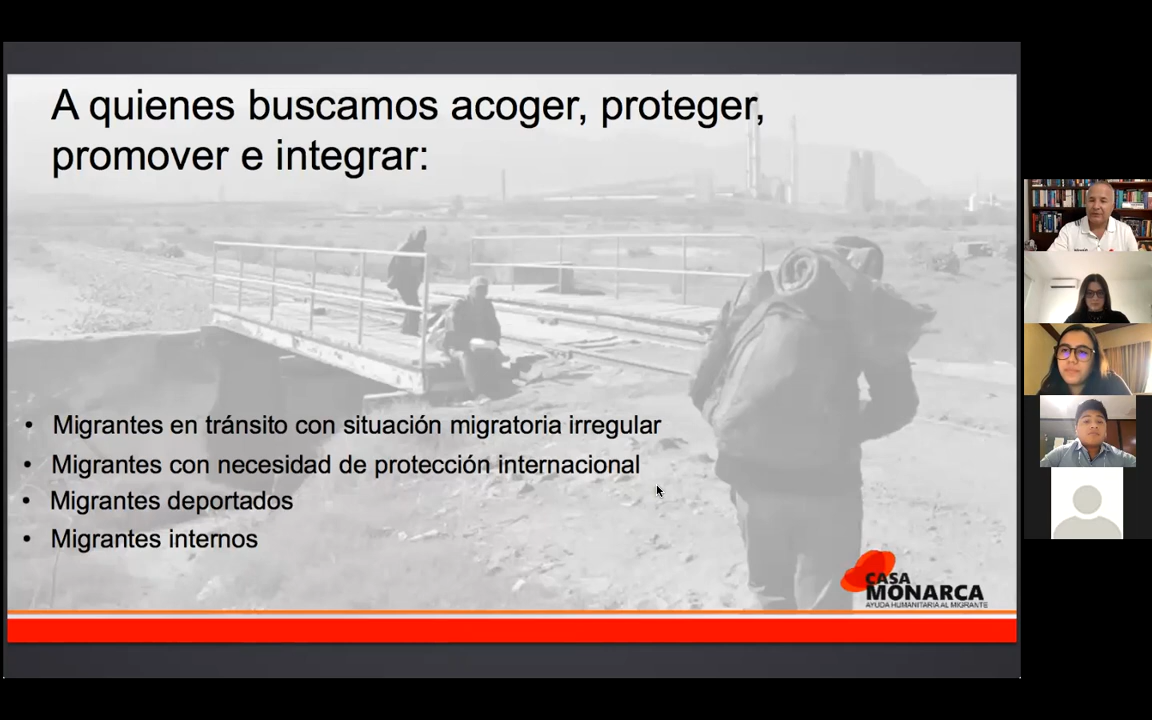 A quienes buscamos acoger, proteger,
promover e integrar:
• Migrantes en tránsito con situación migratoria irregular
• Migrantes con necesidad de protección internacional
• Migrantes deportados
• Migrantes internos
CASA
MONARCA
AYUDA HUMANITARIA AL MIGRANTE